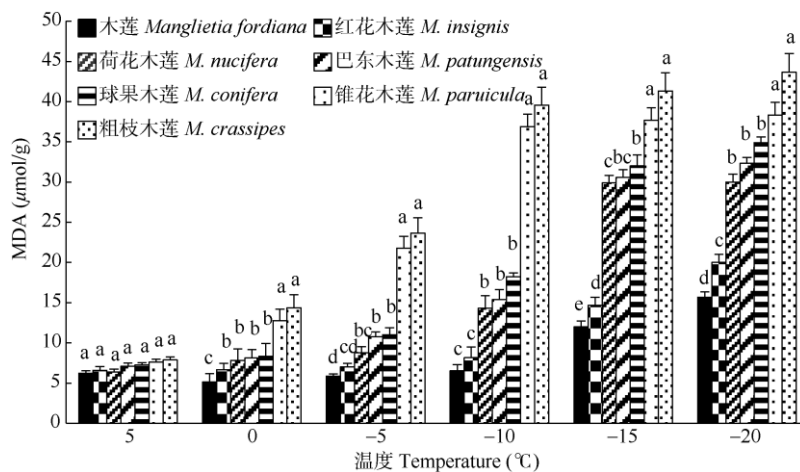 50
45
40
35
30
25
20
15
10
5
0
MDA (μmol/g)
木莲 Manglietia fordiana
红花木莲 M. insignis
荷花木莲 M. nucifera
巴东木莲 M. patungensis
球果木莲 M. conifera
锥花木莲 M. paruicula
粗枝木莲 M. crassipes
a a a a a a a
c b b b b a a
d cd bc b b a a
c c b b b a a
e d c bc b a a
d c b b b a a
5 0 −5 −10 −15 −20
温度 Temperature (℃)